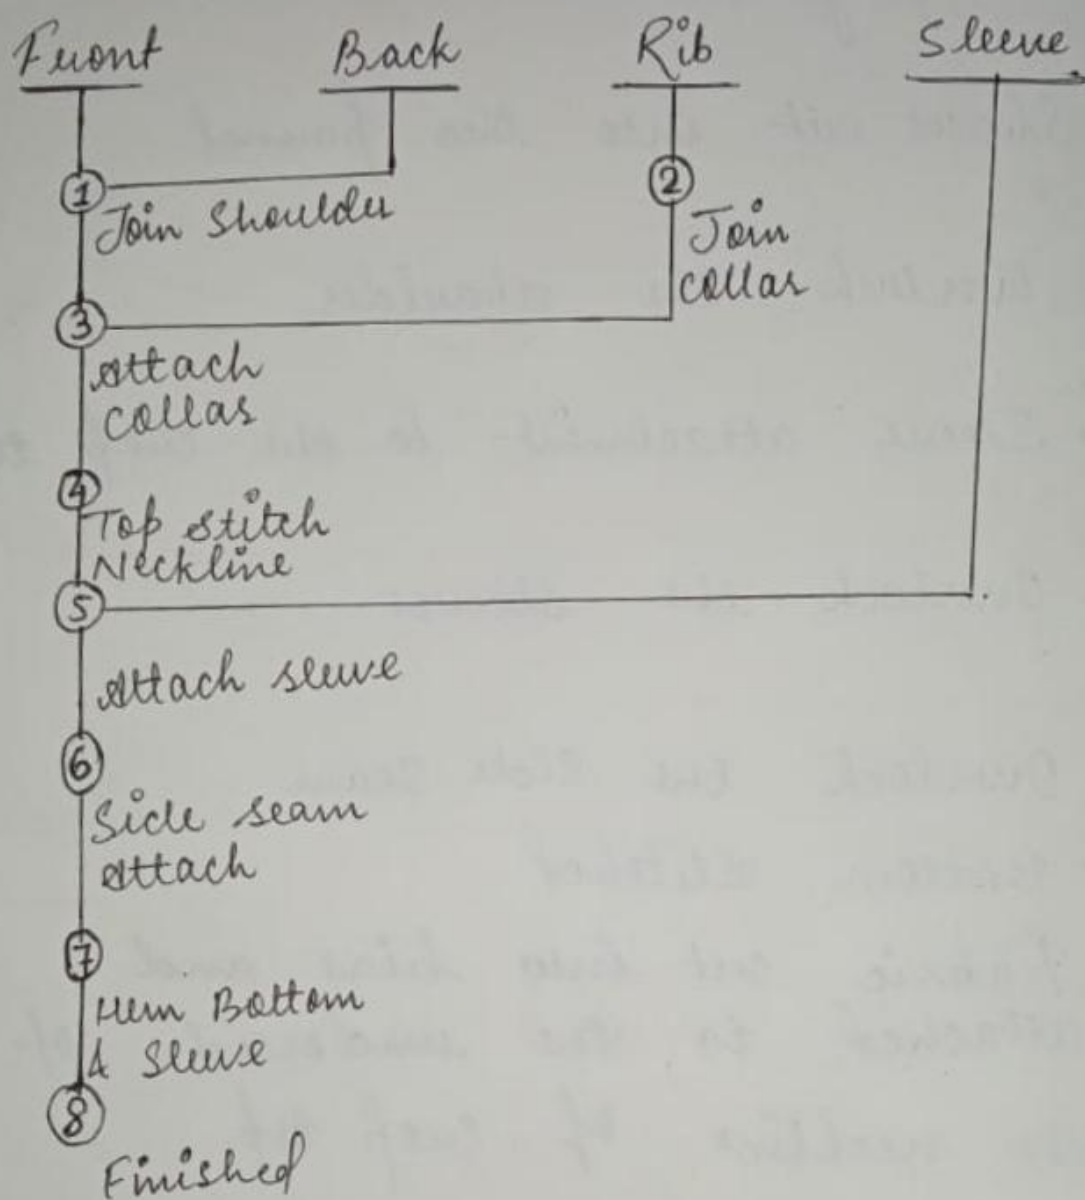 Front Back Rib Sleeve
1 2
Join Shoulder
Join
collar
3
Attach
collar
4
Top stitch
Neckline
5
Attach sleeve
6
Side seam
attach
7
Hem Bottom
& sleeve
8
Finished